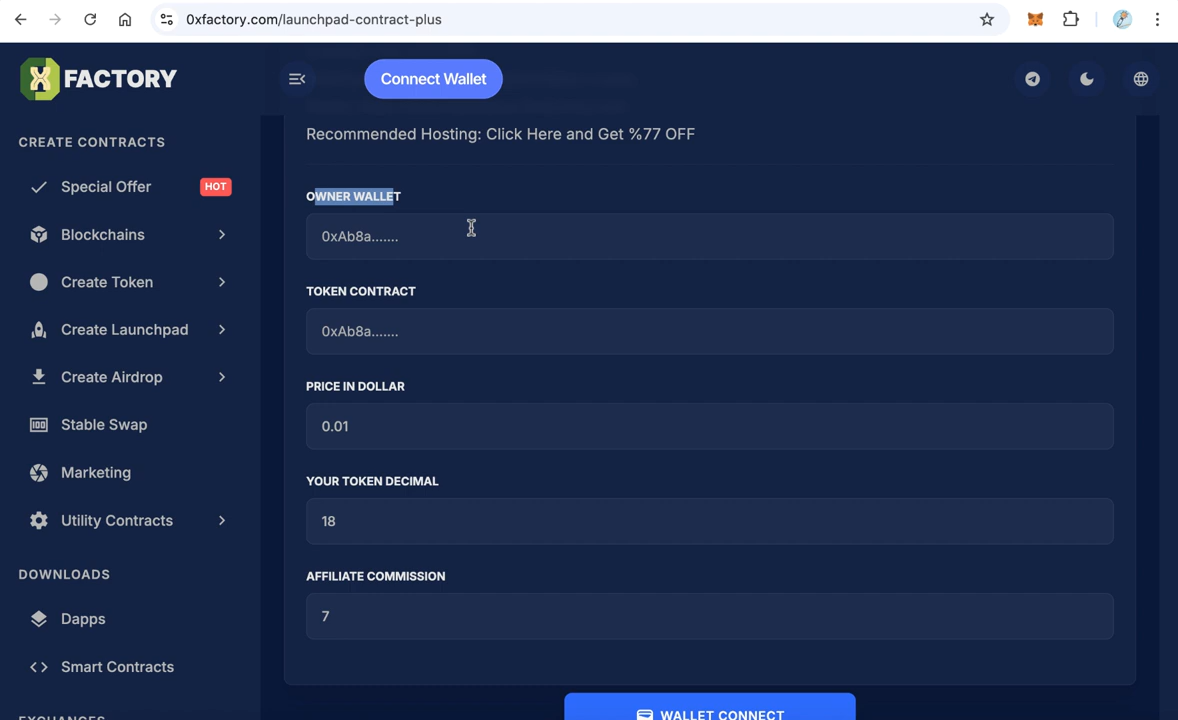 0xfactory.com/launchpad-contract-plus
FACTORY
Connect Wallet
CREATE CONTRACTS
Special Offer
HOT
Blockchains
Create Token
Create Launchpad
Create Airdrop
Stable Swap
Marketing
Utility Contracts
DOWNLOADS
Dapps
Smart Contracts
EXCHANGES
Recommended Hosting: Click Here and Get %77 OFF
OWNER WALLET
0xAb8a.......
TOKEN CONTRACT
0xAb8a.......
PRICE IN DOLLAR
0.01
YOUR TOKEN DECIMAL
18
AFFILIATE COMMISSION
7
WALLET CONNECT